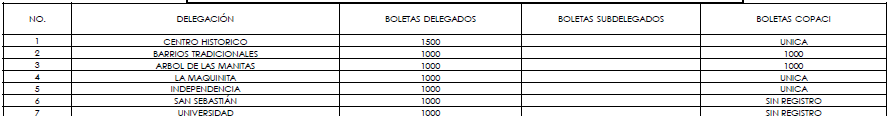 NO. DELEGACIÓN BOLETAS DELEGADOS BOLETAS SUBDELEGADOS BOLETAS COPACI
1 CENTRO HISTORICO 1500 UNICA
2 BARRIOS TRADICIONALES 1000 1000
3 ARBOL DE LAS MANITAS 1000 1000
4 LA MAQUINITA 1000 UNICA
5 INDEPENDENCIA 1000 UNICA
6 SAN SEBASTIÁN 1000 SIN REGISTRO
7 UNIVERSIDAD 1000 SIN REGISTRO